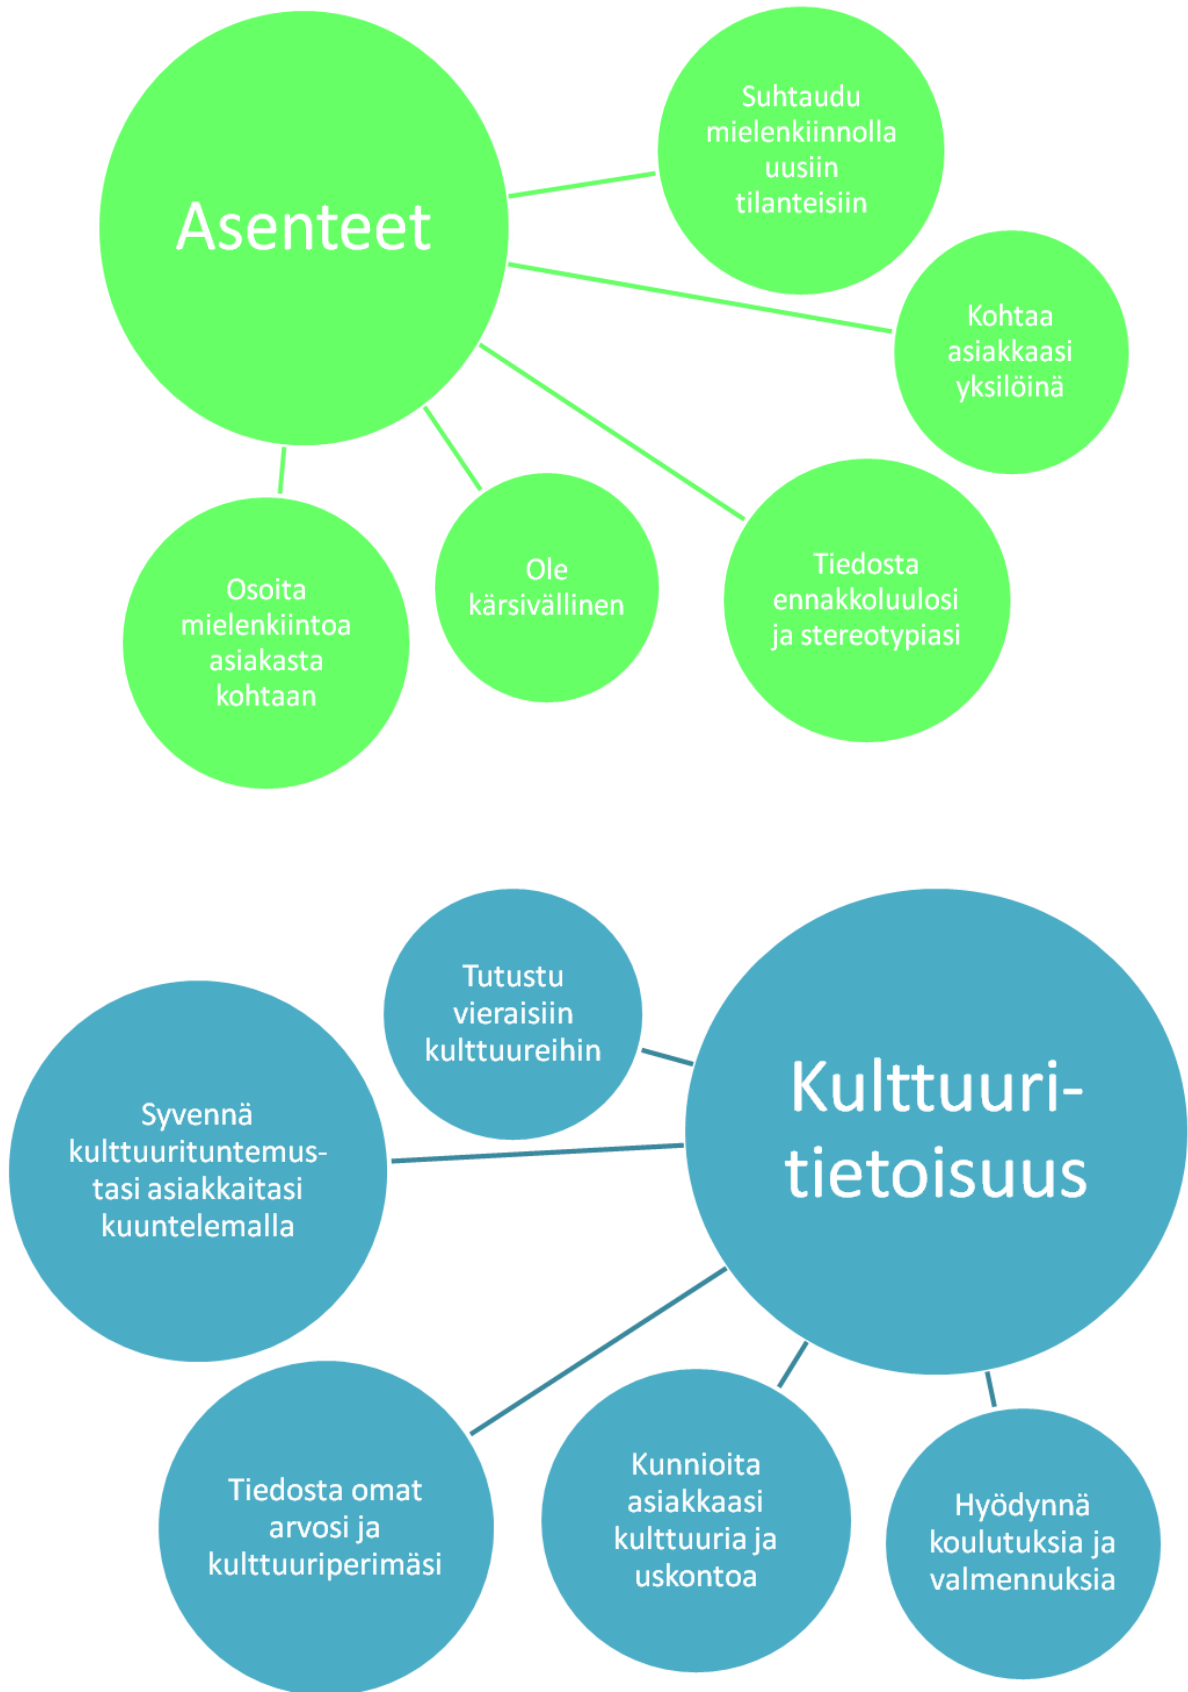 Asenteet
Suhtaudu
mielenkiinnolla
uusiin
tilanteisiin
Kohtaa
asiakkaasi
yksilöinä
Tiedosta
ennakkoluulosi
ja stereotypiasi
Ole
kärsivällinen
Osoita
mielenkiintoa
asiakasta
kohtaan
Kulttuuri-
tietoisuus
Tutustu
vieraisiin
kulttuureihin
Syvennä
kulttuurituntemus-
tasi asiakkaitasi
kuuntelemalla
Tiedosta omat
arvosi ja
kulttuuriperimäsi
Kunnioita
asiakkaasi
kulttuuria ja
uskontoa
Hyödynnä
koulutuksia ja
valmennuksia